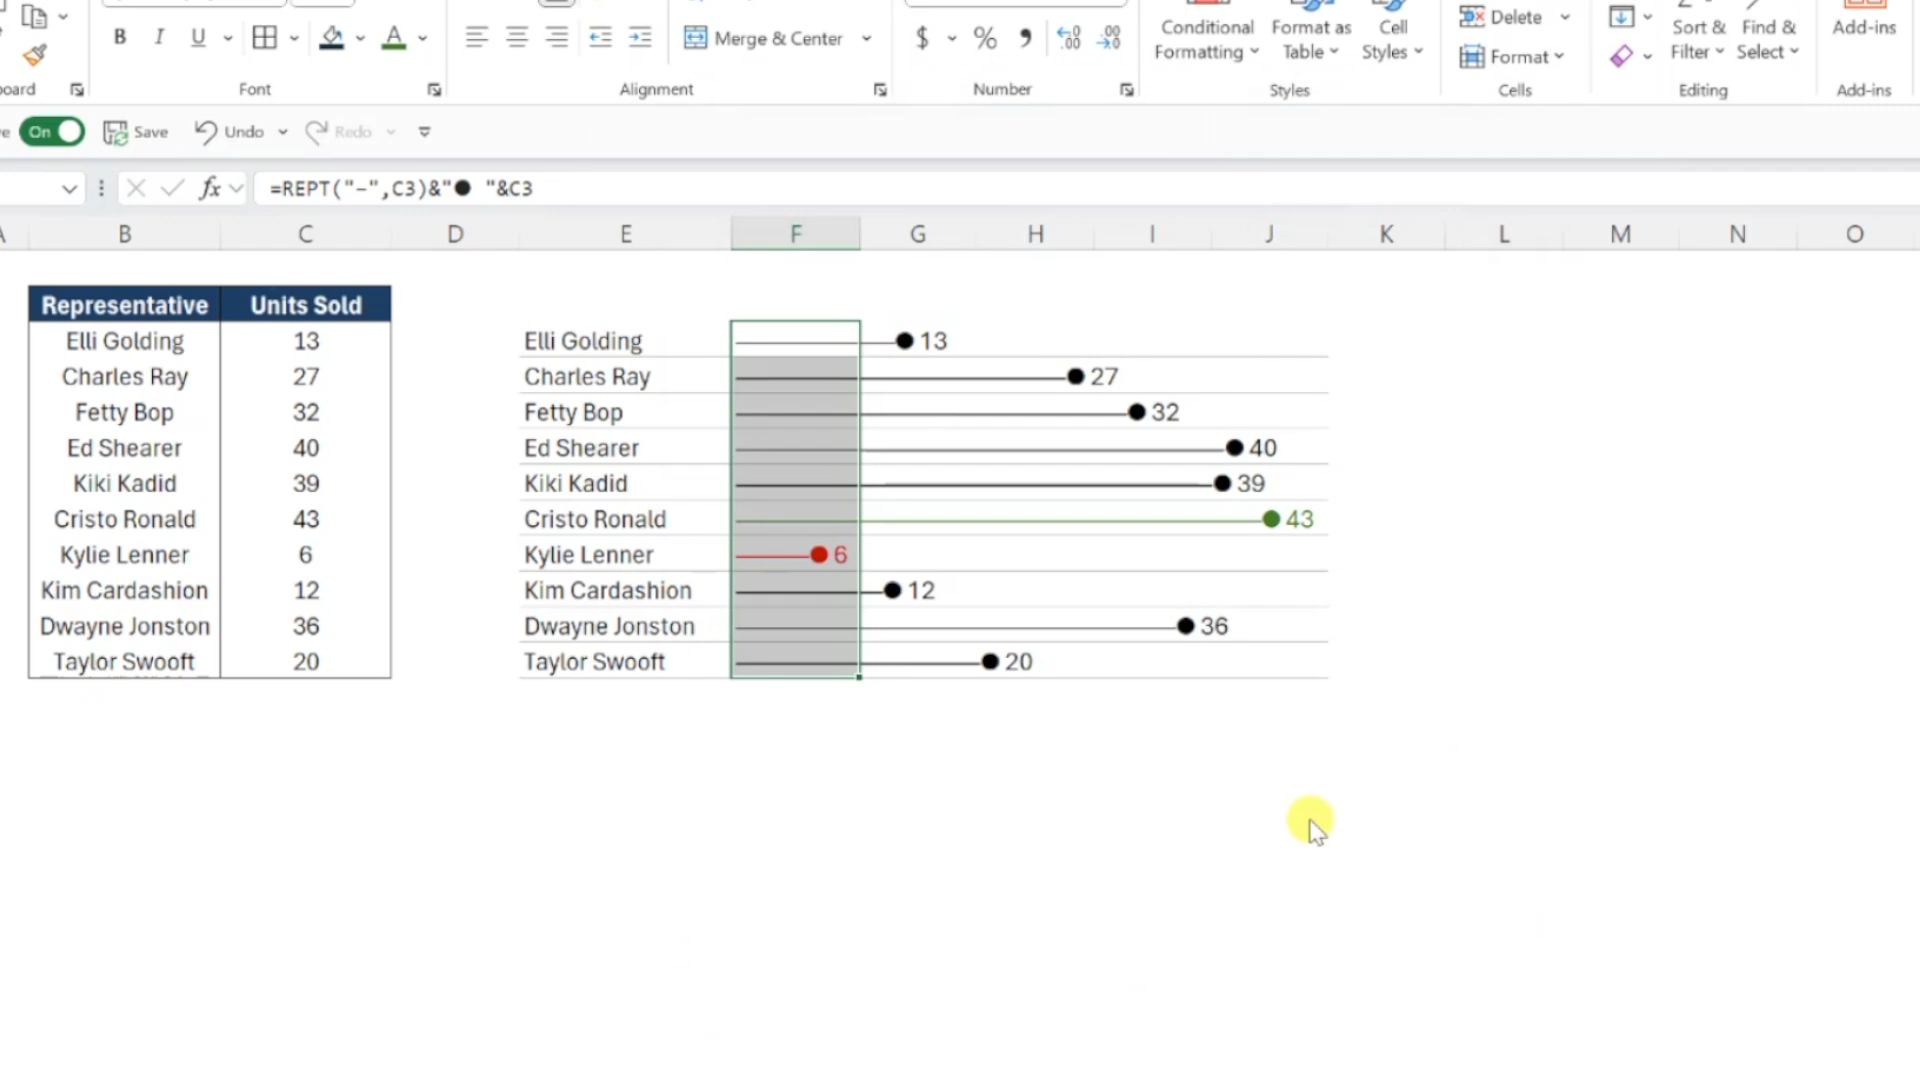 Merge & Center
$ % 9
Conditional
Formatting
Format as
Table
Cell
Styles
Delete
Format
Sort &
Filter
Find &
Select
Add-ins
B I U A
oard
Font
Alignment
Number
Styles
Cells
Editing
Add-ins
On
Save
Undo
Redo
fx
=REPT("-",C3)&"● "&C3
A B C D E F G H I J K L M N O
Representative Units Sold
Elli Golding 13 Elli Golding 13
Charles Ray 27 Charles Ray 27
Fetty Bop 32 Fetty Bop 32
Ed Shearer 40 Ed Shearer 40
Kiki Kadid 39 Kiki Kadid 39
Cristo Ronald 43 Cristo Ronald 43
Kylie Lenner 6 Kylie Lenner 6
Kim Cardashion 12 Kim Cardashion 12
Dwayne Jonston 36 Dwayne Jonston 36
Taylor Swooft 20 Taylor Swooft 20